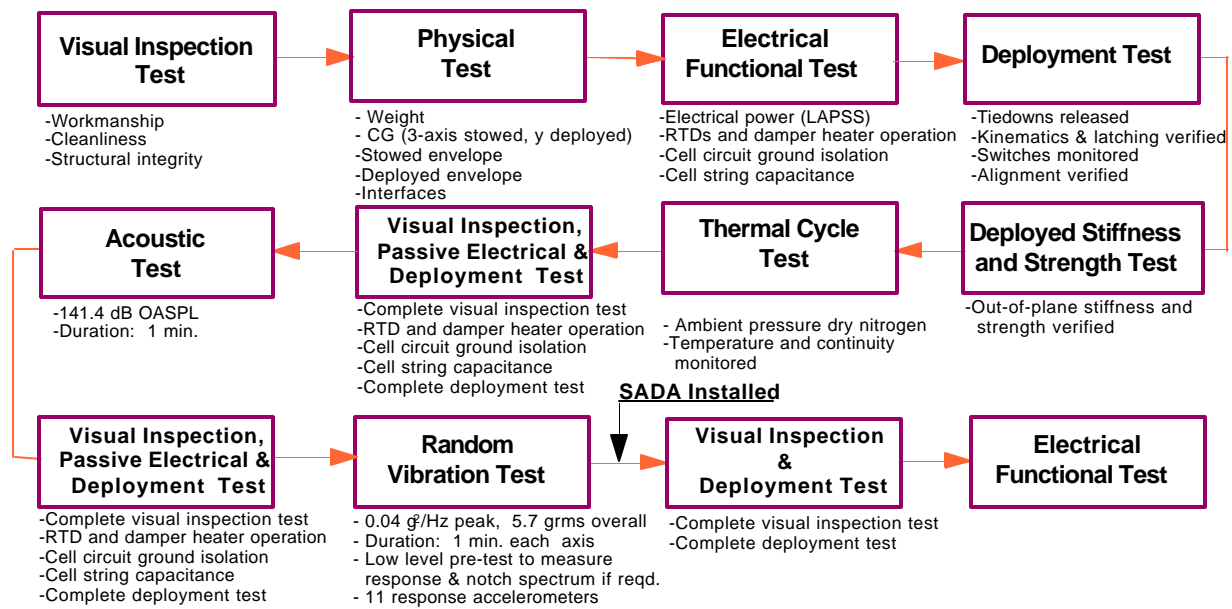 Visual Inspection
Test
-Workmanship
-Cleanliness
-Structural integrity
Physical
Test
- Weight
- CG (3-axis stowed, y deployed)
-Stowed envelope
-Deployed envelope
-Interfaces
Electrical
Functional Test
-Electrical power (LAPSS)
-RTDs and damper heater operation
-Cell circuit ground isolation
-Cell string capacitance
Deployment Test
-Tiedowns released
-Kinematics & latching verified
-Switches monitored
-Alignment verified
Deployed Stiffness
and Strength Test
-Out-of-plane stiffness and
strength verified
Thermal Cycle
Test
- Ambient pressure dry nitrogen
-Temperature and continuity
monitored
Visual Inspection,
Passive Electrical &
Deployment Test
-Complete visual inspection test
-RTD and damper heater operation
-Cell circuit ground isolation
-Cell string capacitance
-Complete deployment test
Acoustic
Test
-141.4 dB OASPL
-Duration: 1 min.
Visual Inspection,
Passive Electrical &
Deployment Test
-Complete visual inspection test
-RTD and damper heater operation
-Cell circuit ground isolation
-Cell string capacitance
-Complete deployment test
Random
Vibration Test
- 0.04 g²/Hz peak, 5.7 grms overall
- Duration: 1 min. each axis
- Low level pre-test to measure
response & notch spectrum if reqd.
- 11 response accelerometers
SADA Installed
Visual Inspection
&
Deployment Test
-Complete visual inspection test
-Complete deployment test
Electrical
Functional Test